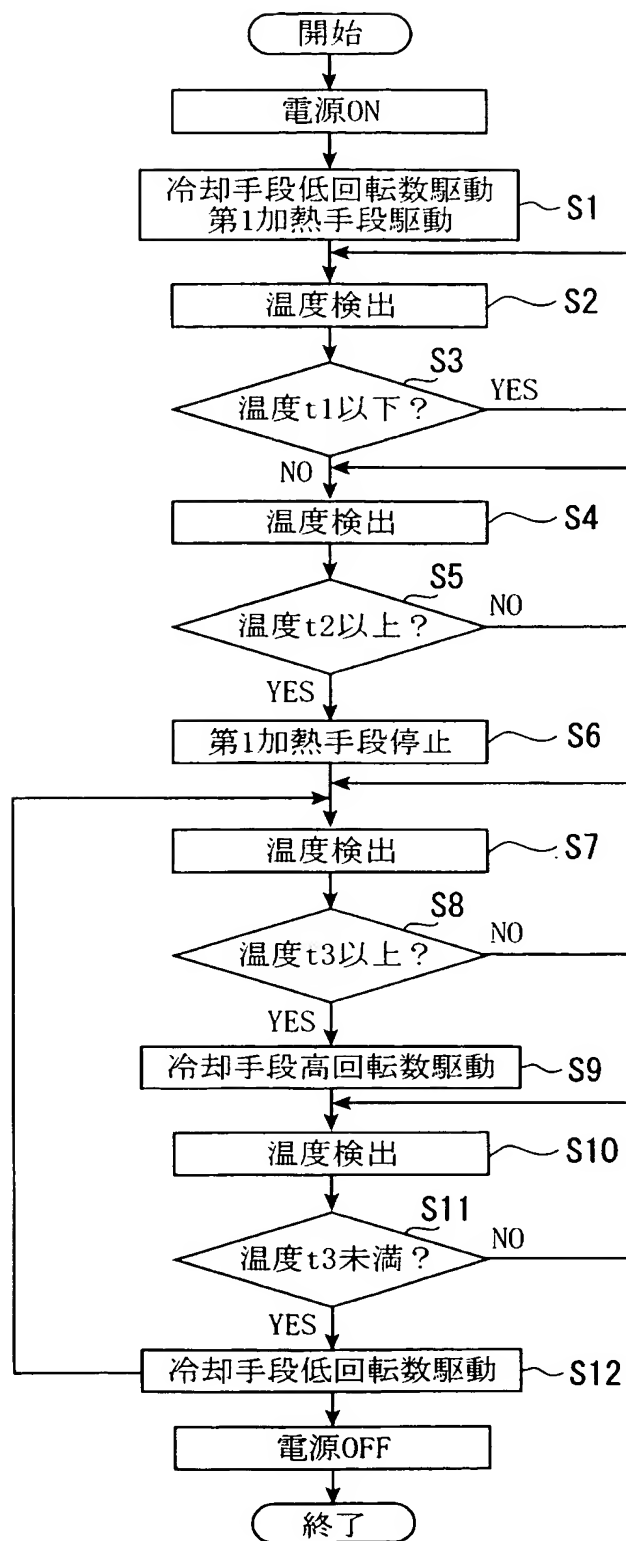 開始
電源ON
冷却手段低回転数駆動
第1加熱手段駆動
S1
温度検出
S2
S3
温度t1以下？
YES
NO
温度検出
S4
S5
温度t2以上？
NO
YES
第1加熱手段停止
S6
温度検出
S7
S8
温度t3以上？
NO
YES
冷却手段高回転数駆動
S9
温度検出
S10
S11
温度t3未満？
NO
YES
冷却手段低回転数駆動
S12
電源OFF
終了